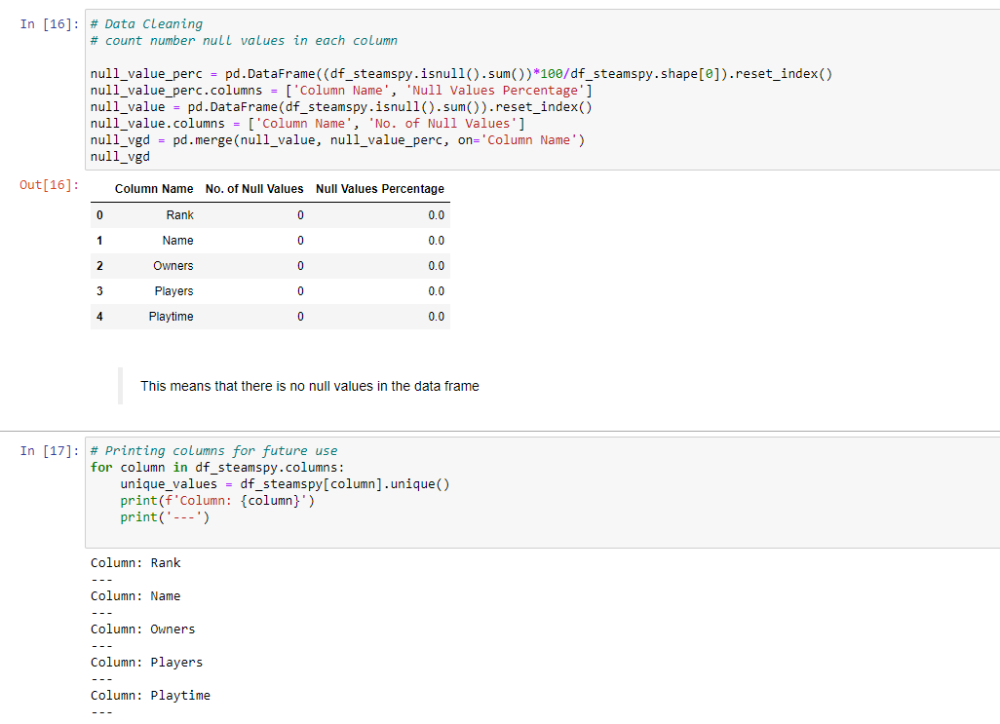 In [16]: # Data Cleaning
# count number null values in each column
null_value_perc = pd.DataFrame((df_steamspy.isnull().sum())*100/df_steamspy.shape[0]).reset_index()
null_value_perc.columns = ['Column Name', 'Null Values Percentage']
null_value = pd.DataFrame(df_steamspy.isnull().sum()).reset_index()
null_value.columns = ['Column Name', 'No. of Null Values']
null_vgd = pd.merge(null_value, null_value_perc, on='Column Name')
null_vgd
Out[16]: Column Name No. of Null Values Null Values Percentage
0 Rank 0 0.0
1 Name 0 0.0
2 Owners 0 0.0
3 Players 0 0.0
4 Playtime 0 0.0
This means that there is no null values in the data frame
In [17]: # Printing columns for future use
for column in df_steamspy.columns:
    unique_values = df_steamspy[column].unique()
    print(f'Column: {column}')
    print('---')
Column: Rank
---
Column: Name
---
Column: Owners
---
Column: Players
---
Column: Playtime
---